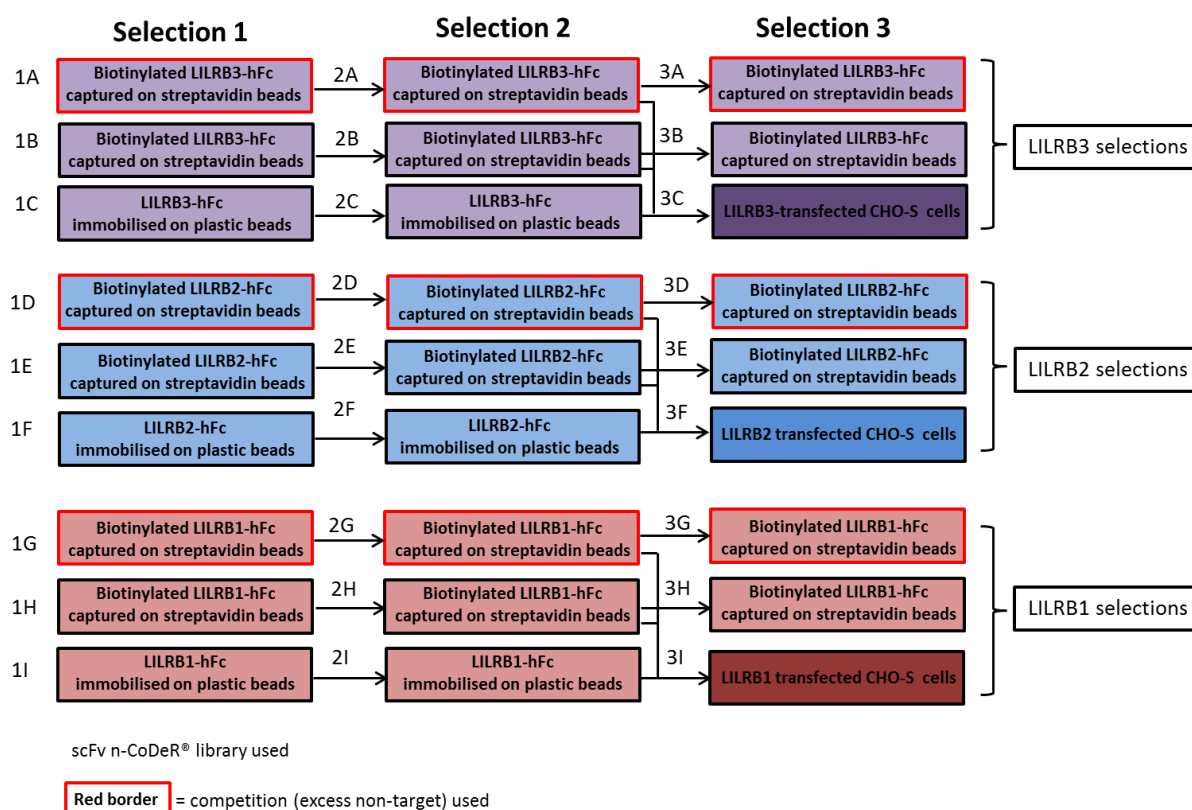 Selection 1
Selection 2
Selection 3
1A
Biotinylated LILRB3-hFc
captured on streptavidin beads
2A
Biotinylated LILRB3-hFc
captured on streptavidin beads
3A
Biotinylated LILRB3-hFc
captured on streptavidin beads
1B
Biotinylated LILRB3-hFc
captured on streptavidin beads
2B
Biotinylated LILRB3-hFc
captured on streptavidin beads
3B
Biotinylated LILRB3-hFc
captured on streptavidin beads
LILRB3 selections
1C
LILRB3-hFc
immobilised on plastic beads
2C
LILRB3-hFc
immobilised on plastic beads
3C
LILRB3-transfected CHO-S cells
1D
Biotinylated LILRB2-hFc
captured on streptavidin beads
2D
Biotinylated LILRB2-hFc
captured on streptavidin beads
3D
Biotinylated LILRB2-hFc
captured on streptavidin beads
1E
Biotinylated LILRB2-hFc
captured on streptavidin beads
2E
Biotinylated LILRB2-hFc
captured on streptavidin beads
3E
Biotinylated LILRB2-hFc
captured on streptavidin beads
LILRB2 selections
1F
LILRB2-hFc
immobilised on plastic beads
2F
LILRB2-hFc
immobilised on plastic beads
3F
LILRB2 transfected CHO-S cells
1G
Biotinylated LILRB1-hFc
captured on streptavidin beads
2G
Biotinylated LILRB1-hFc
captured on streptavidin beads
3G
Biotinylated LILRB1-hFc
captured on streptavidin beads
1H
Biotinylated LILRB1-hFc
captured on streptavidin beads
2H
Biotinylated LILRB1-hFc
captured on streptavidin beads
3H
Biotinylated LILRB1-hFc
captured on streptavidin beads
LILRB1 selections
1I
LILRB1-hFc
immobilised on plastic beads
2I
LILRB1-hFc
immobilised on plastic beads
3I
LILRB1 transfected CHO-S cells
scFv n-CoDeR® library used
Red border = competition (excess non-target) used